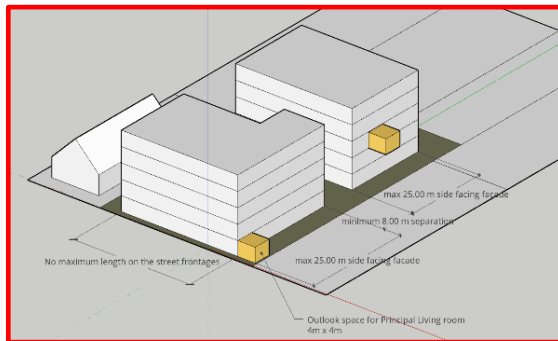 max 25.00 m side facing facade
minimum 8.00 m separation
No maximum length on the street frontages
max 25.00 m side facing facade
Outlook space for Principal Living room
4m x 4m